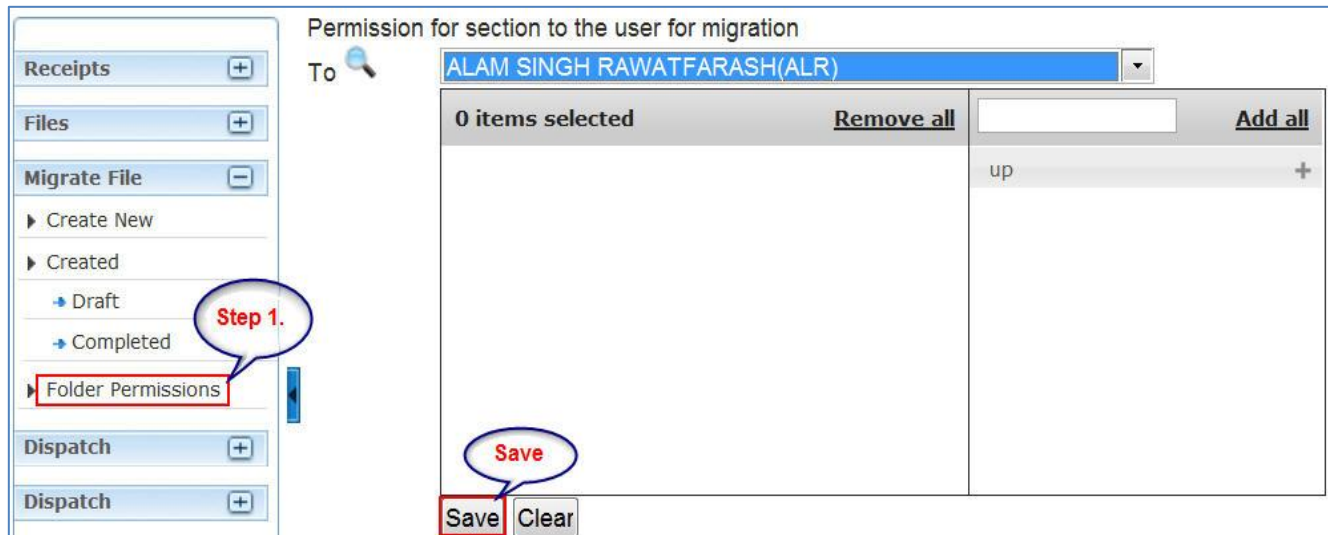 Permission for section to the user for migration
Receipts
Files
Migrate File
Create New
Created
Draft
Completed
Folder Permissions
Dispatch
Dispatch
Step 1.
To
ALAM SINGH RAWATFARASH(ALR)
0 items selected Remove all Add all
up
Save
Save Clear